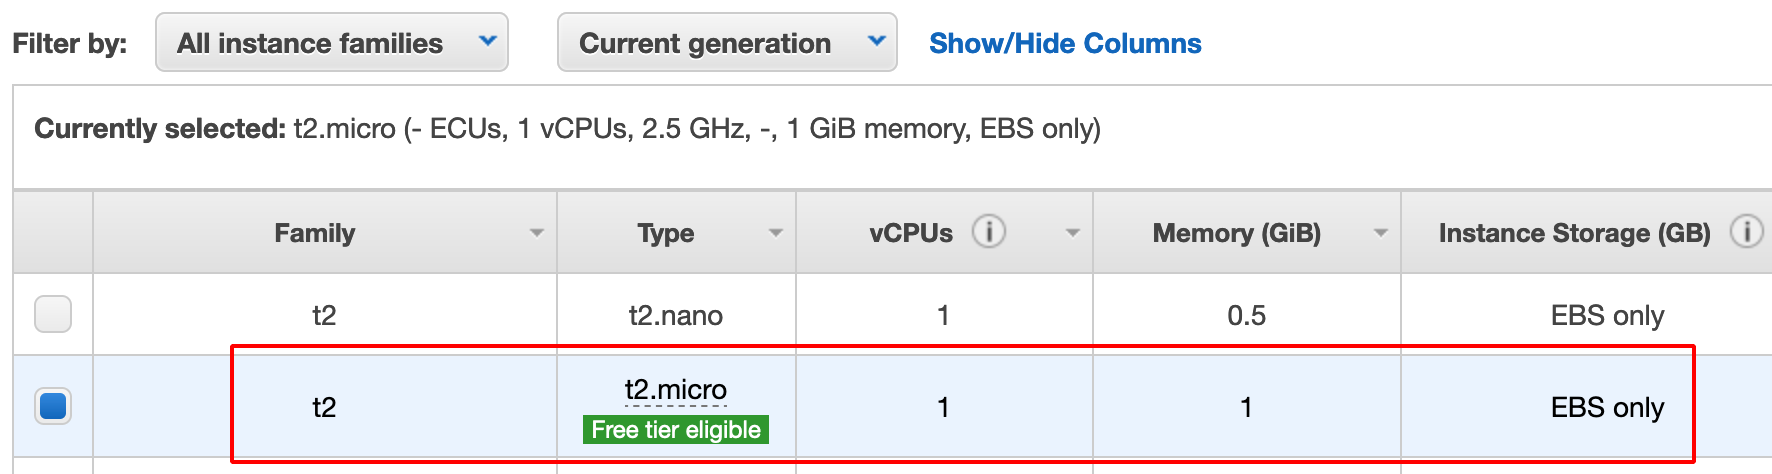 Filter by: All instance families Current generation Show/Hide Columns
Currently selected: t2.micro (- ECUs, 1 vCPUs, 2.5 GHz, -, 1 GiB memory, EBS only)
Family Type vCPUs i Memory (GiB) Instance Storage (GB) i
t2 t2.nano 1 0.5 EBS only
t2 t2.micro 1 1 EBS only
Free tier eligible